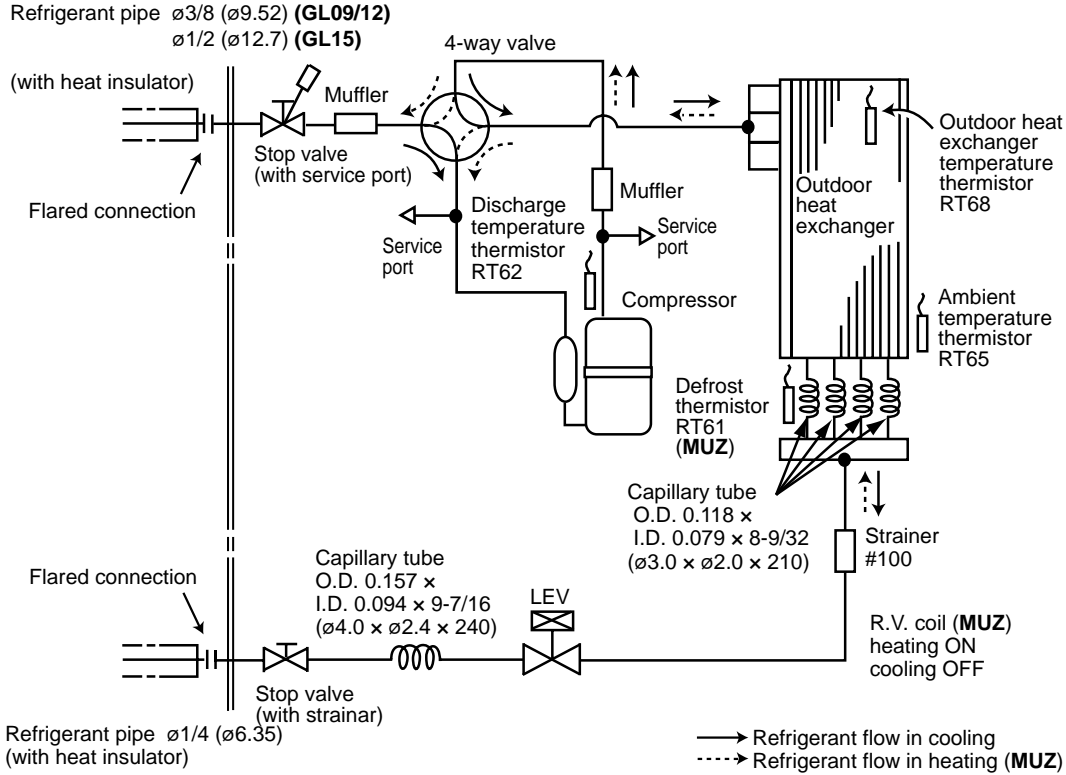 Refrigerant pipe ø3/8 (ø9.52) (GL09/12)
ø1/2 (ø12.7) (GL15)
(with heat insulator)
4-way valve
Muffler
Stop valve
(with service port)
Flared connection
Outdoor heat
exchanger
temperature
thermistor
RT68
Outdoor
heat
exchanger
Muffler
Discharge
temperature
thermistor
RT62
Service
port
Service
port
Compressor
Ambient
temperature
thermistor
RT65
Defrost
thermistor
RT61
(MUZ)
Capillary tube
O.D. 0.118 ×
I.D. 0.079 × 8-9/32
(ø3.0 × ø2.0 × 210)
Strainer
#100
Flared connection
Capillary tube
O.D. 0.157 ×
I.D. 0.094 × 9-7/16
(ø4.0 × ø2.4 × 240)
LEV
R.V. coil (MUZ)
heating ON
cooling OFF
Stop valve
(with strainar)
Refrigerant pipe ø1/4 (ø6.35)
(with heat insulator)
Refrigerant flow in cooling
Refrigerant flow in heating (MUZ)